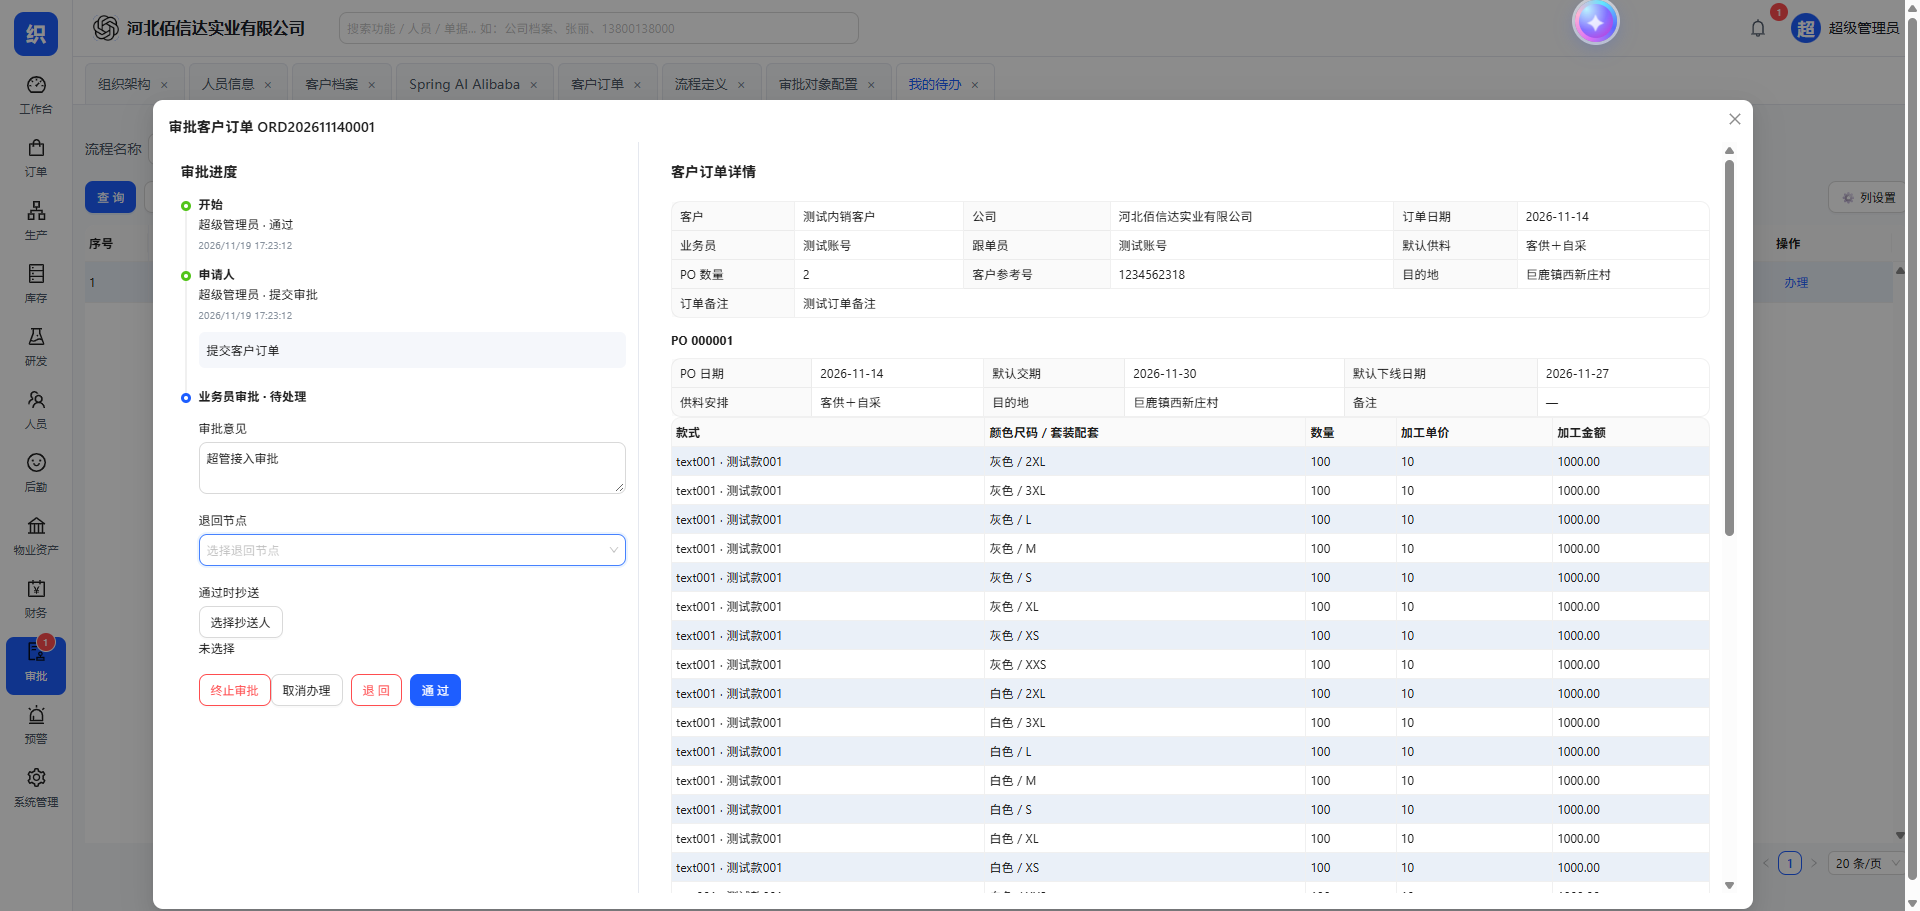 织
河北佰信达实业有限公司
搜索功能 / 人员 / 单据... 如：公司档案、张丽、13800138000
1
超
超级管理员
组织架构 ×
人员信息 ×
客户档案 ×
Spring AI Alibaba ×
客户订单 ×
流程定义 ×
审批对象配置 ×
我的待办 ×
工作台
订单
生产
库存
研发
人员
后勤
物业资产
财务
1
审批
预警
系统管理
流程名称
查 询
列设置
序号
操作
1
办理
1
20 条/页
审批客户订单 ORD202611140001
审批进度
开始
超级管理员 · 通过
2026/11/19 17:23:12
申请人
超级管理员 · 提交审批
2026/11/19 17:23:12
提交客户订单
业务员审批 · 待处理
审批意见
超管接入审批
退回节点
选择退回节点
通过时抄送
选择抄送人
未选择
终止审批 取消办理 退 回 通 过
客户订单详情
客户 测试内销客户 公司 河北佰信达实业有限公司 订单日期 2026-11-14
业务员 测试账号 跟单员 测试账号 默认供料 客供＋自采
PO 数量 2 客户参考号 1234562318 目的地 巨鹿镇西新庄村
订单备注 测试订单备注
PO 000001
PO 日期 2026-11-14 默认交期 2026-11-30 默认下线日期 2026-11-27
供料安排 客供＋自采 目的地 巨鹿镇西新庄村 备注 —
款式 颜色尺码 / 套装配套 数量 加工单价 加工金额
text001 · 测试款001 灰色 / 2XL 100 10 1000.00
text001 · 测试款001 灰色 / 3XL 100 10 1000.00
text001 · 测试款001 灰色 / L 100 10 1000.00
text001 · 测试款001 灰色 / M 100 10 1000.00
text001 · 测试款001 灰色 / S 100 10 1000.00
text001 · 测试款001 灰色 / XL 100 10 1000.00
text001 · 测试款001 灰色 / XS 100 10 1000.00
text001 · 测试款001 灰色 / XXS 100 10 1000.00
text001 · 测试款001 白色 / 2XL 100 10 1000.00
text001 · 测试款001 白色 / 3XL 100 10 1000.00
text001 · 测试款001 白色 / L 100 10 1000.00
text001 · 测试款001 白色 / M 100 10 1000.00
text001 · 测试款001 白色 / S 100 10 1000.00
text001 · 测试款001 白色 / XL 100 10 1000.00
text001 · 测试款001 白色 / XS 100 10 1000.00